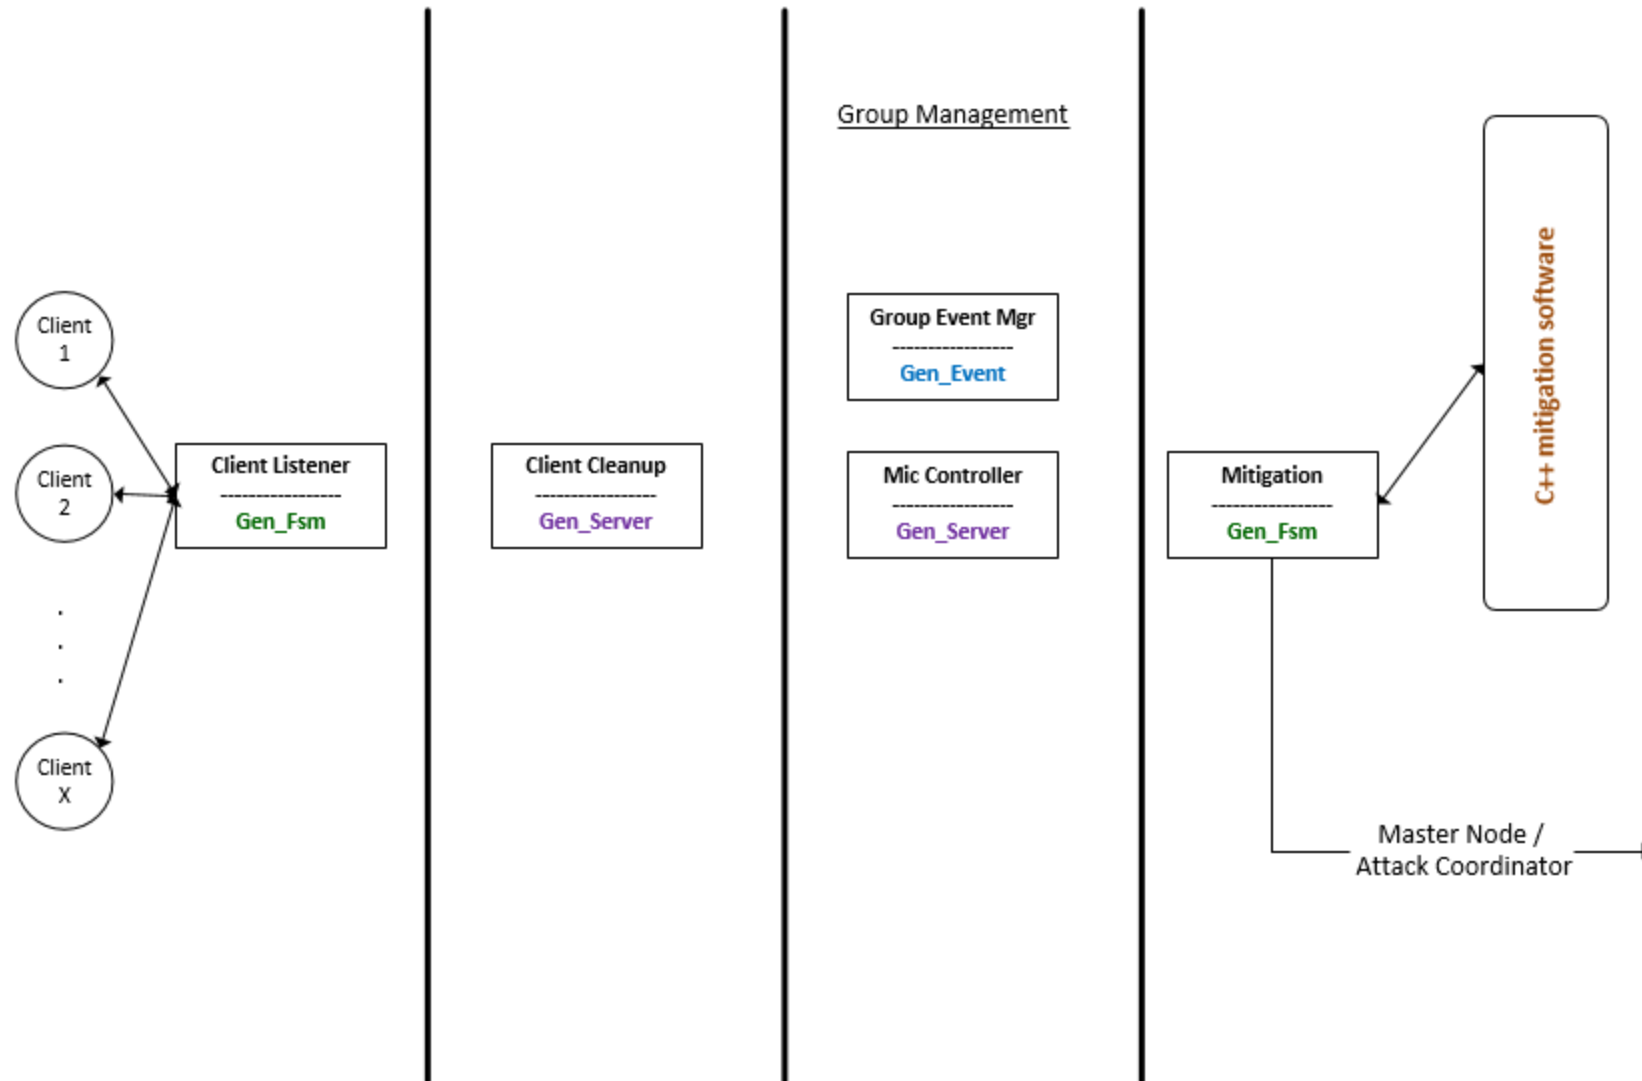 Group Management
Client
1
Client
2
.
.
.
Client
X
Client Listener
-----------------
Gen_Fsm
Client Cleanup
-----------------
Gen_Server
Group Event Mgr
-----------------
Gen_Event
Mic Controller
-----------------
Gen_Server
Mitigation
-----------------
Gen_Fsm
C++ mitigation software
Master Node /
Attack Coordinator